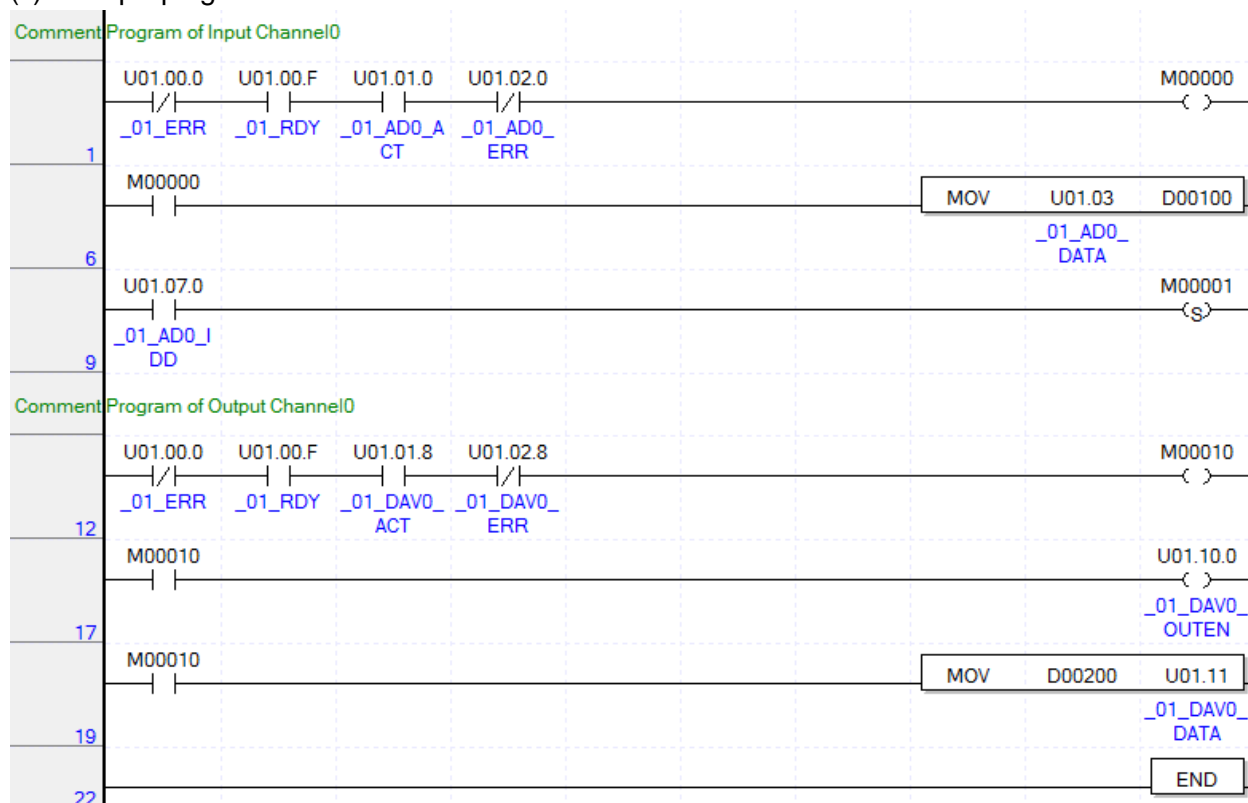 Comment Program of Input Channel0
U01.00.0 U01.00.F U01.01.0 U01.02.0 M00000
_01_ERR _01_RDY _01_AD0_A _01_AD0_
CT ERR
1
M00000
MOV U01.03 D00100
_01_AD0_
DATA
6
U01.07.0 M00001
S
_01_AD0_I
DD
9
Comment Program of Output Channel0
U01.00.0 U01.00.F U01.01.8 U01.02.8 M00010
_01_ERR _01_RDY _01_DAV0_ _01_DAV0_
ACT ERR
12
M00010 U01.10.0
_01_DAV0_
OUTEN
17
M00010
MOV D00200 U01.11
_01_DAV0_
DATA
19
END
22